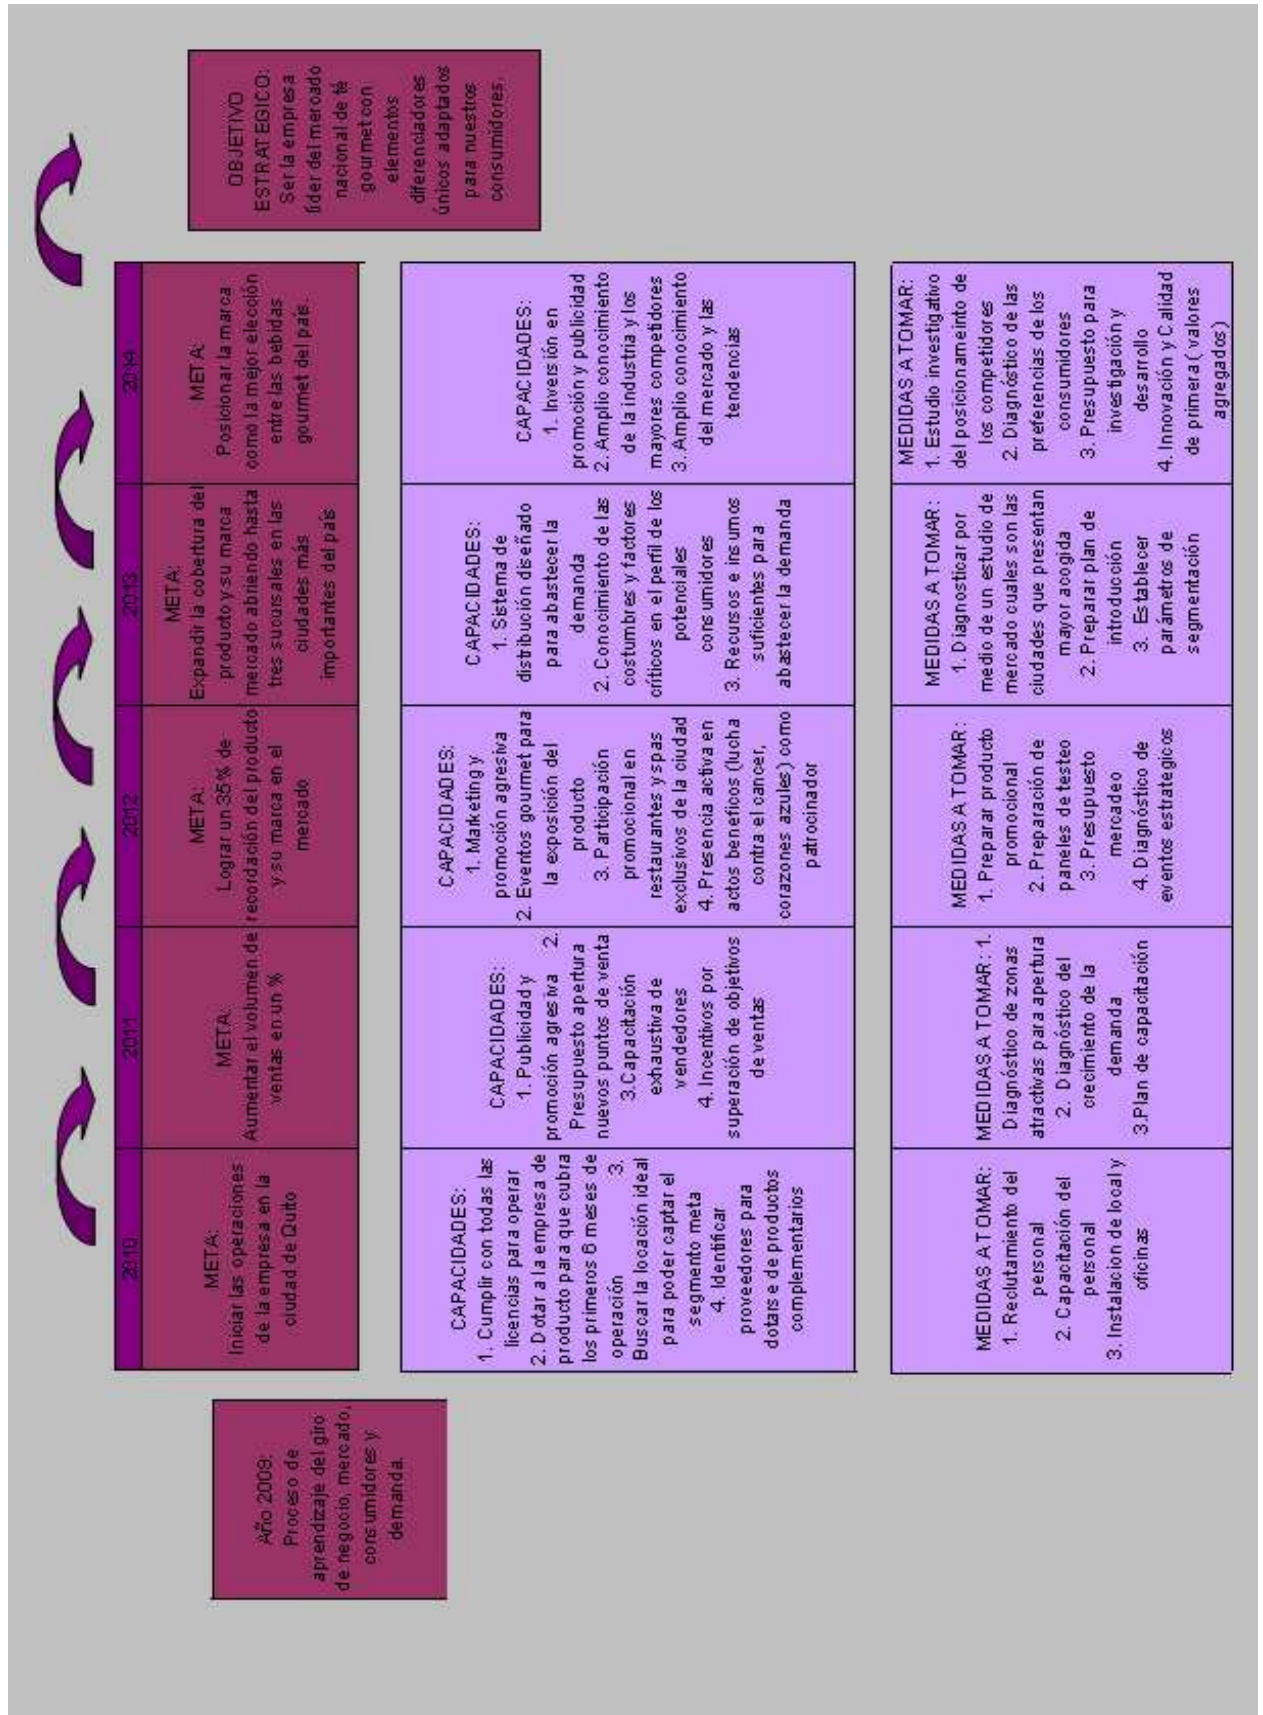 Año 2009:
Proceso de
aprendizaje del giro
de negocio, mercado,
consumidores y
demanda.
2010
META:
Iniciar las operaciones
de la empresa en la
ciudad de Quito
2011
META:
Aumentar el volumen de
ventas en un %
2012
META:
Lograr un 35% de
recordación del producto
y su marca en el
mercado
2013
META:
Expandir la cobertura del
producto y su marca
mercado abriendo hasta
tres sucursales en las
ciudades más
importantes del país
2014
META:
Posicionar la marca
como la mejor elección
entre las bebidas
gourmet del país.
OBJETIVO
ESTRATEGICO:
Ser la empresa
líder del mercado
nacional de té
gourmet con
elementos
diferenciadores
únicos adaptados
para nuestros
consumidores.
CAPACIDADES:
1. Cumplir con todas las
licencias para operar
2. Dotar a la empresa de
producto para que cubra
los primeros 6 meses de
operación 3.
Buscar la locación ideal
para poder captar el
segmento meta
4. Identificar
proveedores para
dotarse de productos
complementarios
CAPACIDADES:
1. Publicidad y
promoción agresiva 2.
Presupuesto apertura
nuevos puntos de venta
3.Capacitación
exhaustiva de
vendedores
4. Incentivos por
superación de objetivos
de ventas
CAPACIDADES:
1. Marketing y
promoción agresiva
2. Eventos gourmet para
la exposición del
producto
3. Participación
promocional en
restaurantes y spas
exclusivos de la ciudad
4. Presencia activa en
actos beneficos (lucha
contra el cancer,
corazones azules) como
patrocinador
CAPACIDADES:
1. Sistema de
distribución diseñado
para abastecer la
demanda
2. Conocimiento de las
costumbres y factores
críticos en el perfil de los
potenciales
consumidores
3. Recursos e insumos
suficientes para
abastecer la demanda
CAPACIDADES:
1. Inversión en
promoción y publicidad
2. Amplio conocimiento
de la industria y los
mayores competidores
3. Amplio conocimiento
del mercado y las
tendencias
MEDIDAS A TOMAR:
1. Reclutamiento del
personal
2. Capacitación del
personal
3. Instalacion de local y
oficinas
MEDIDAS A TOMAR: 1.
Diagnóstico de zonas
atractivas para apertura
2. Diagnóstico del
crecimiento de la
demanda
3.Plan de capacitación
MEDIDAS A TOMAR:
1. Preparar producto
promocional
2. Preparación de
paneles de testeo
3. Presupuesto
mercadeo
4. Diagnóstico de
eventos estrategicos
MEDIDAS A TOMAR:
1. Diagnosticar por
medio de un estudio de
mercado cuales son las
ciudades que presentan
mayor acogida
2. Preparar plan de
introducción
3. Establecer
parámetros de
segmentación
MEDIDAS A TOMAR:
1. Estudio investigativo
del posicionameinto de
los competidores
2. Diagnóstico de las
preferencias de los
consumidores
3. Presupuesto para
investigación y
desarrollo
4. Innovación y Calidad
de primera ( valores
agregados)